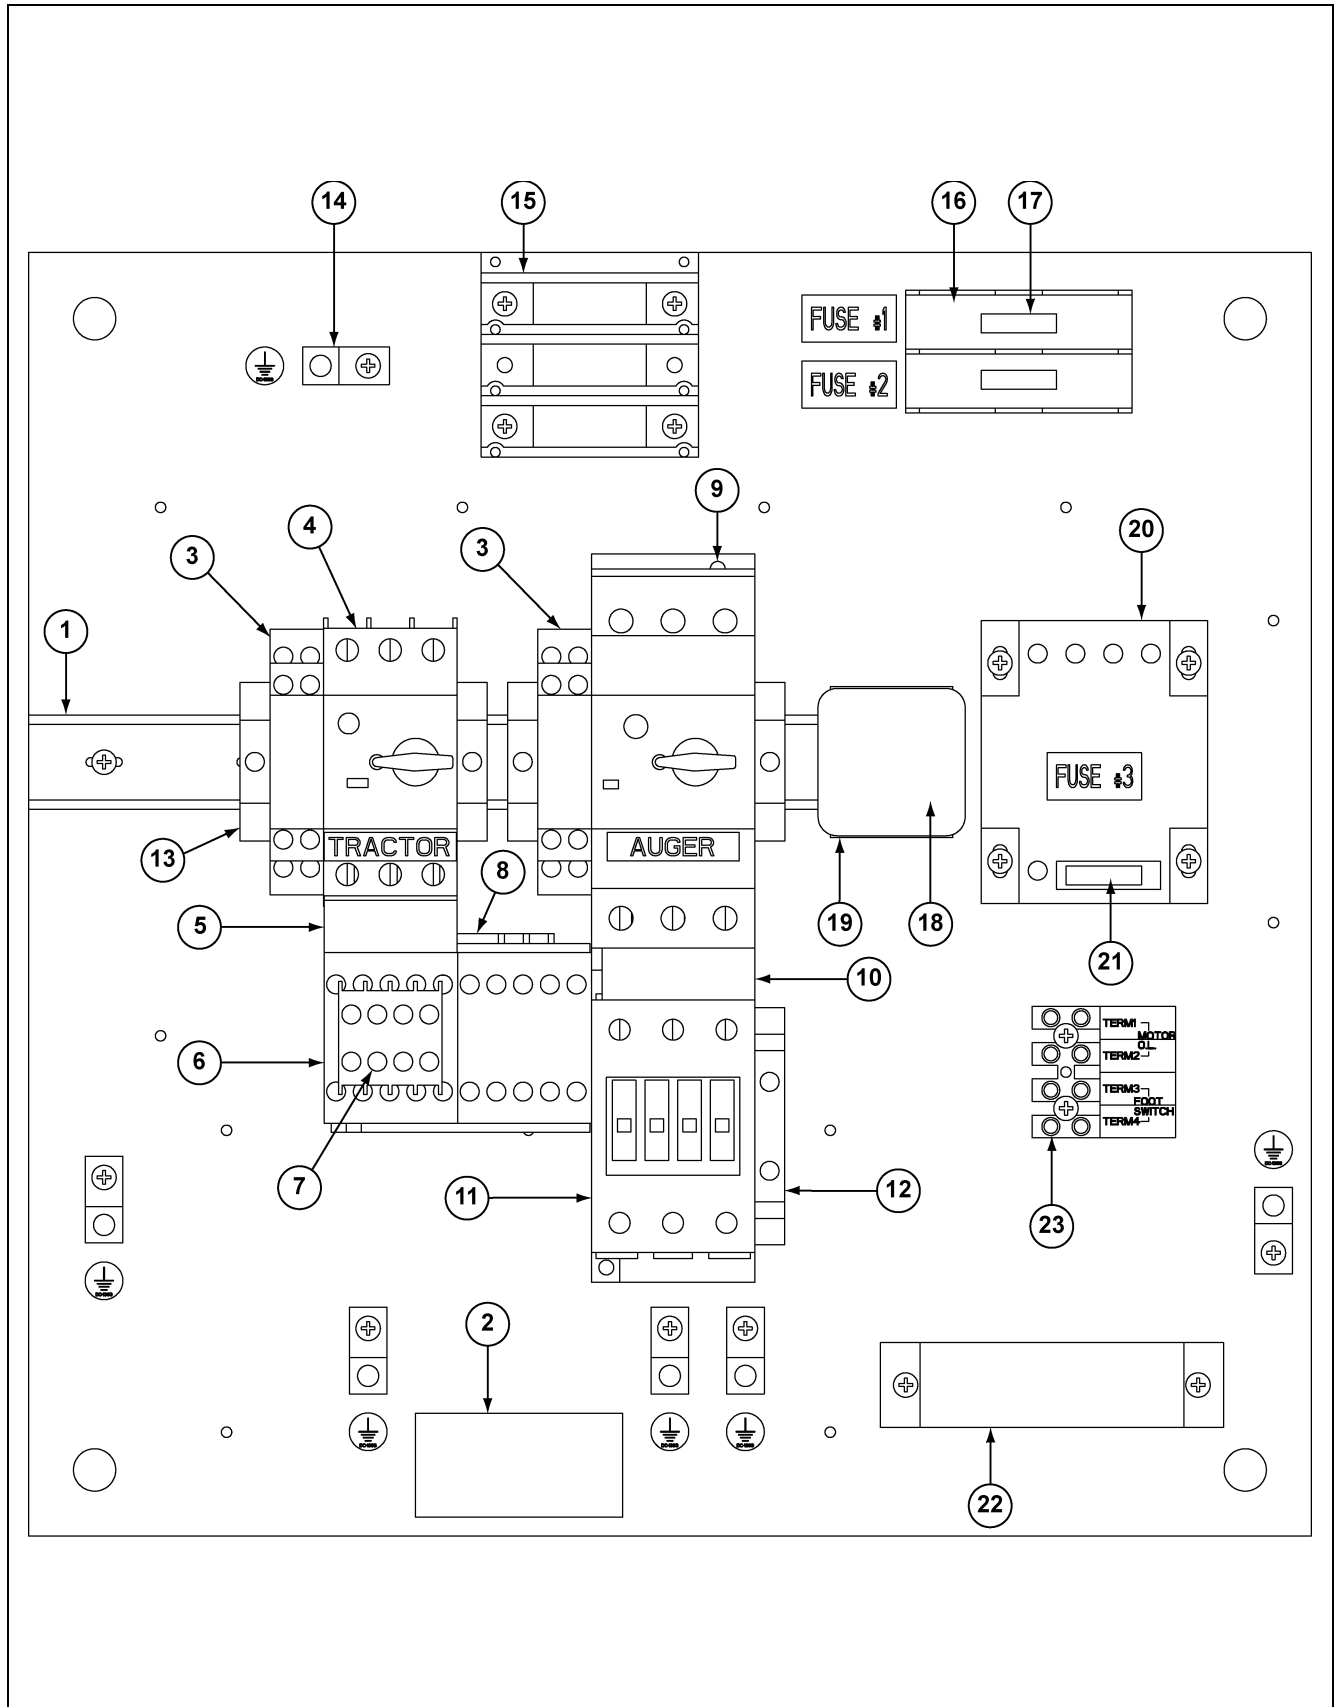 14
15
16
17
FUSE #1
FUSE #2
9
4
3
3
20
1
FUSE #3
TRACTOR
AUGER
13
8
5
19
18
21
10
TERM1
MOTOR
O.L.
TERM2
6
TERM3
FOOT
SWITCH
TERM4
7
11
12
23
2
22